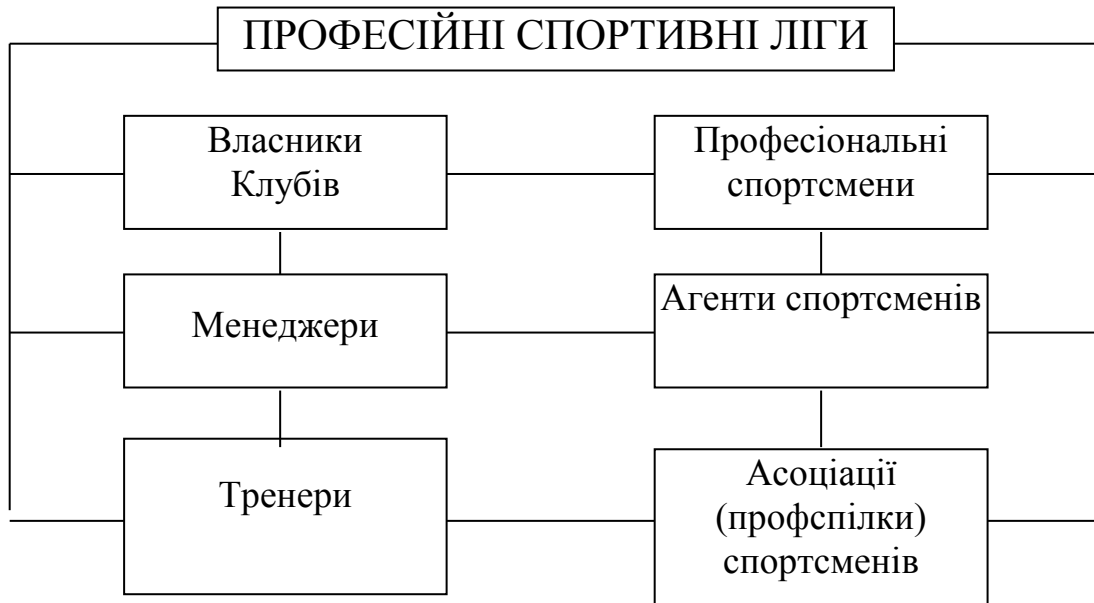 ПРОФЕСІЙНІ СПОРТИВНІ ЛІГИ
Власники
Клубів
Професіональні
спортсмени
Менеджери
Агенти спортсменів
Тренери
Асоціації
(профспілки)
спортсменів